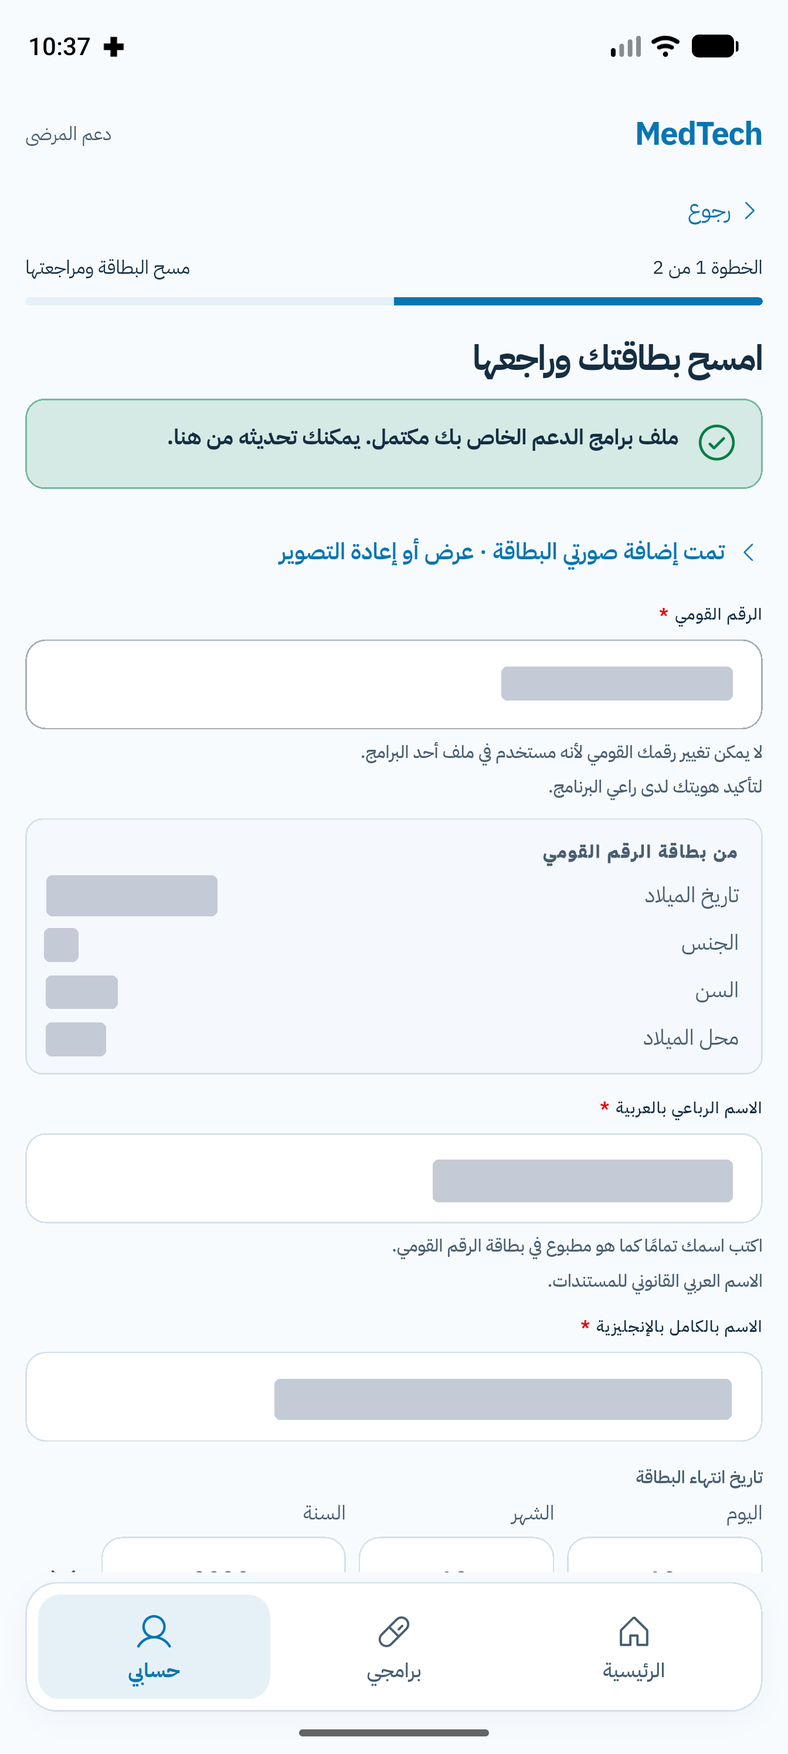 10:37
MedTech
دعم المرضى
رجوع
الخطوة 1 من 2
مسح البطاقة ومراجعتها
امسح بطاقتك وراجعها
ملف برامج الدعم الخاص بك مكتمل. يمكنك تحديثه من هنا.
تمت إضافة صورتي البطاقة · عرض أو إعادة التصوير
الرقم القومي *
لا يمكن تغيير رقمك القومي لأنه مستخدم في ملف أحد البرامج.
لتأكيد هويتك لدى راعي البرنامج.
من بطاقة الرقم القومي
تاريخ الميلاد
الجنس
السن
محل الميلاد
الاسم الرباعي بالعربية *
اكتب اسمك تمامًا كما هو مطبوع في بطاقة الرقم القومي.
الاسم العربي القانوني للمستندات.
الاسم بالكامل بالإنجليزية *
تاريخ انتهاء البطاقة
اليوم
الشهر
السنة
الرئيسية
برامجي
حسابي